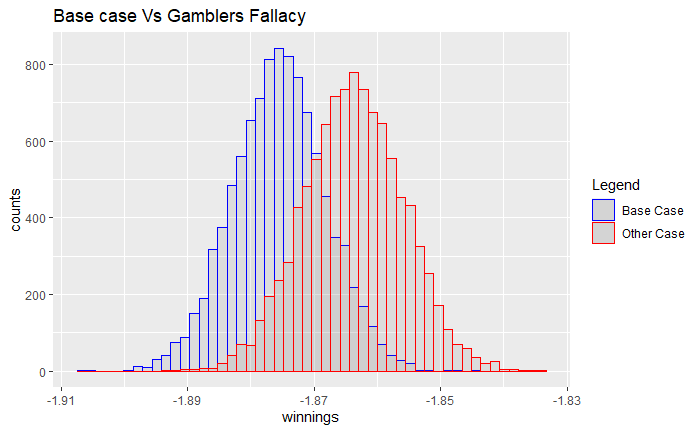 Base case Vs Gamblers Fallacy
800
600
400
200
0
counts
-1.91
-1.89
-1.87
-1.85
-1.83
winnings
Legend
Base Case
Other Case